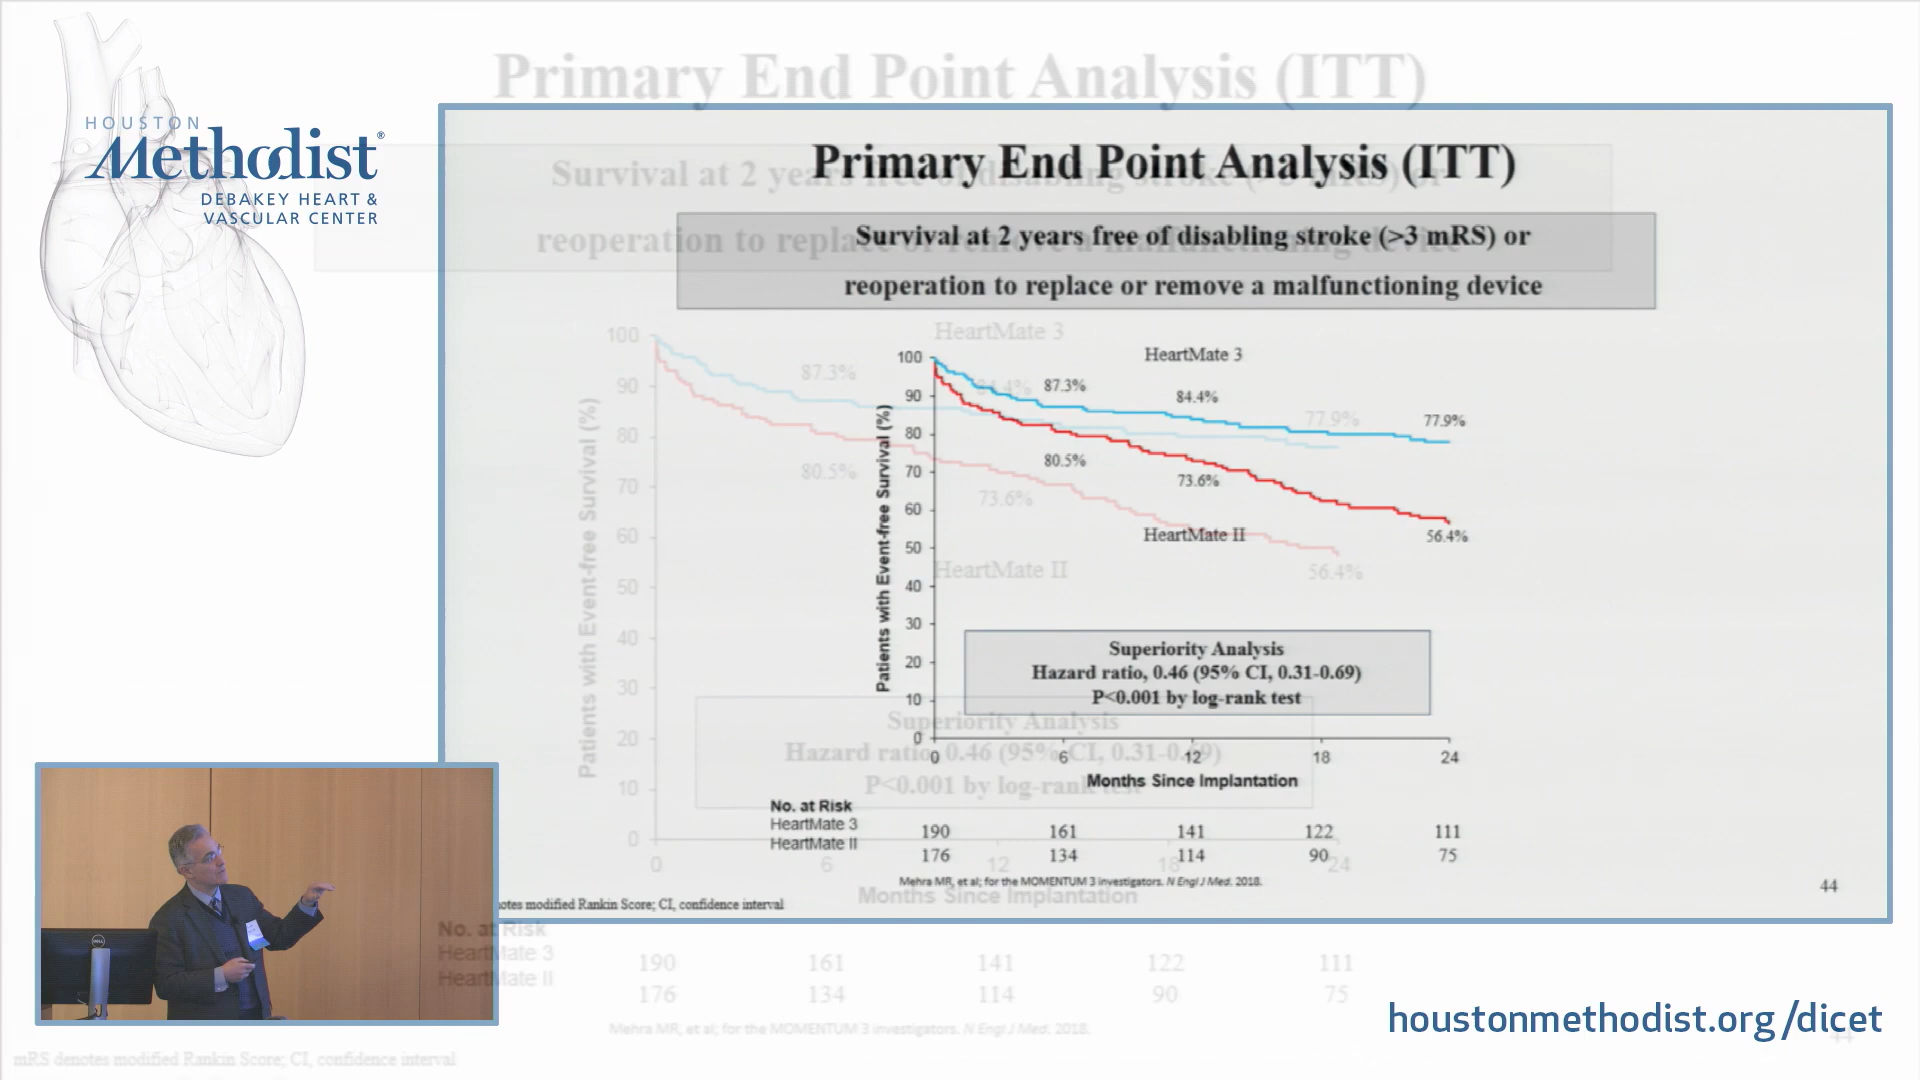 Primary End Point Analysis (ITT)
HOUSTON
Methodist®
DEBAKEY HEART &
VASCULAR CENTER
Primary End Point Analysis (ITT)
Survival at 2 years free of disabling stroke (>3 mRS) or
reoperation to replace or remove a malfunctioning device
HeartMate 3
87.3%
84.4%
77.9%
80.5%
73.6%
HeartMate II
56.4%
Patients with Event-free Survival (%)
100
90
80
70
60
50
40
30
20
10
0
Superiority Analysis
Hazard ratio, 0.46 (95% CI, 0.31-0.69)
P<0.001 by log-rank test
0 6 12 18 24
Months Since Implantation
No. at Risk
HeartMate 3 190 161 141 122 111
HeartMate II 176 134 114 90 75
Mehra MR, et al; for the MOMENTUM 3 investigators. N Engl J Med. 2018.
44
otes modified Rankin Score; CI, confidence interval
Survival at 2 years free of disabling stroke (>3 mRS) or
reoperation to replace or remove a malfunctioning device
HeartMate 3
87.3%
84.4%
77.9%
80.5%
73.6%
HeartMate II
56.4%
Patients with Event-free Survival (%)
100
90
80
70
60
50
40
30
20
10
0
Superiority Analysis
Hazard ratio, 0.46 (95% CI, 0.31-0.69)
P<0.001 by log-rank test
0 6 12 18 24
Months Since Implantation
No. at Risk
HeartMate 3 190 161 141 122 111
HeartMate II 176 134 114 90 75
Mehra MR, et al; for the MOMENTUM 3 investigators. N Engl J Med. 2018.
44
mRS denotes modified Rankin Score; CI, confidence interval
DELL
houstonmethodist.org/dicet